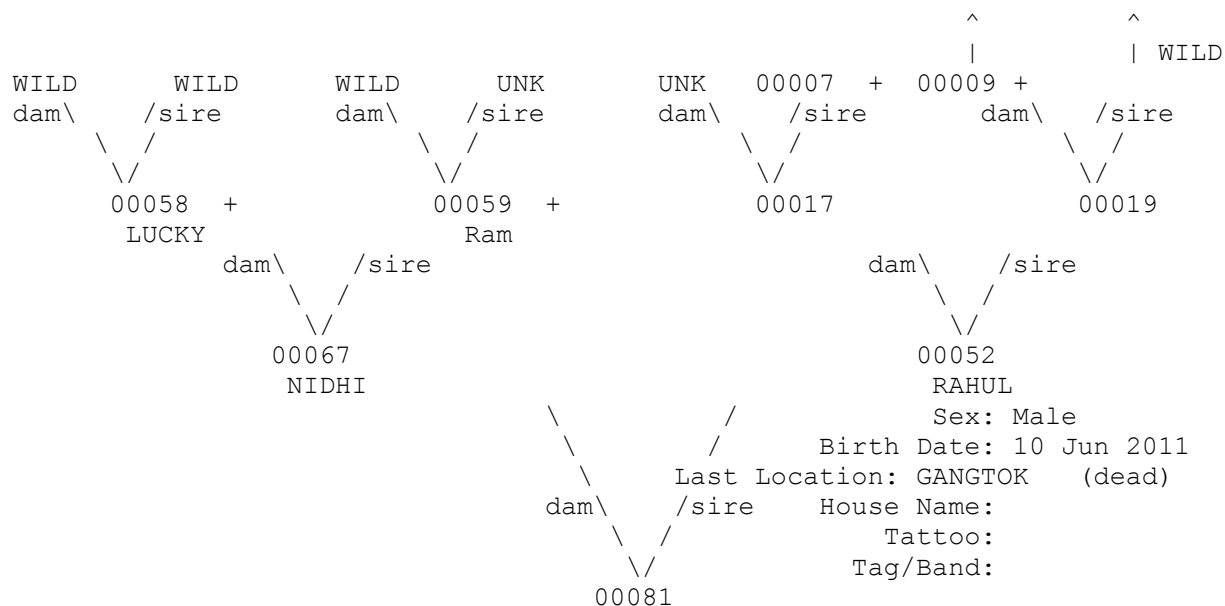 ^ ^
| | WILD
WILD WILD WILD UNK UNK 00007 + 00009 +
dam\ /sire dam\ /sire dam\ /sire dam\ /sire
\ / \ / \ / \ /
\/ \/ \/ \/
00058 + 00059 + 00017 00019
LUCKY Ram
dam\ /sire dam\ /sire
\ / \ /
\/ \/
00067 00052
NIDHI RAHUL
\ / Sex: Male
\ / Birth Date: 10 Jun 2011
\ Last Location: GANGTOK (dead)
dam\ /sire House Name:
\ / Tattoo:
\/ Tag/Band:
00081